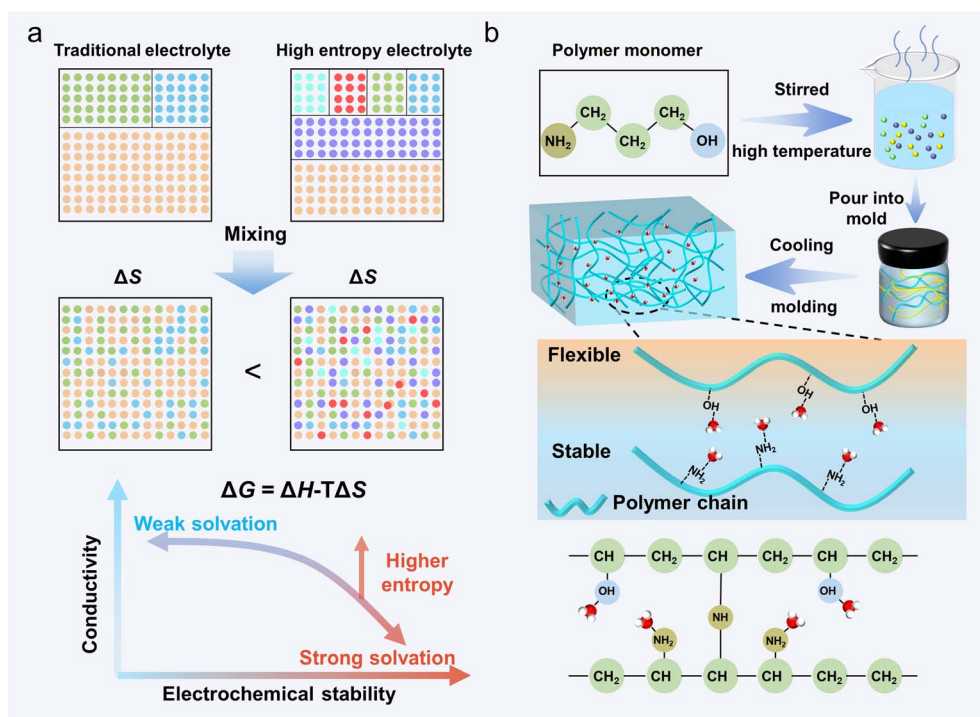 a
Traditional electrolyte
High entropy electrolyte
Mixing
ΔS
ΔS
<
ΔG = ΔH-TΔS
Weak solvation
Higher
entropy
Strong solvation
Conductivity
Electrochemical stability
b
Polymer monomer
NH₂
CH₂
CH₂
CH₂
OH
Stirred
high temperature
Pour into
mold
Cooling
molding
Flexible
OH
OH
OH
Stable
NH₂
NH₂
NH₂
Polymer chain
CH CH₂ CH CH₂ CH CH₂
OH OH
NH
NH₂ NH₂
CH₂ CH CH CH CH₂ CH₂